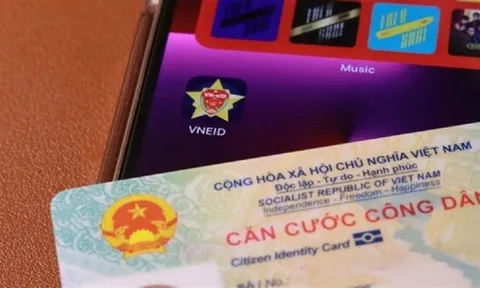 Music
VNEID
CỘNG HÒA XÃ HỘI CHỦ NGHĨA VIỆT NAM
Độc lập - Tự do - Hạnh phúc
SOCIALIST REPUBLIC OF VIET NAM
Independence - Freedom - Happiness
CĂN CƯỚC CÔNG DÂN
Citizen Identity Card